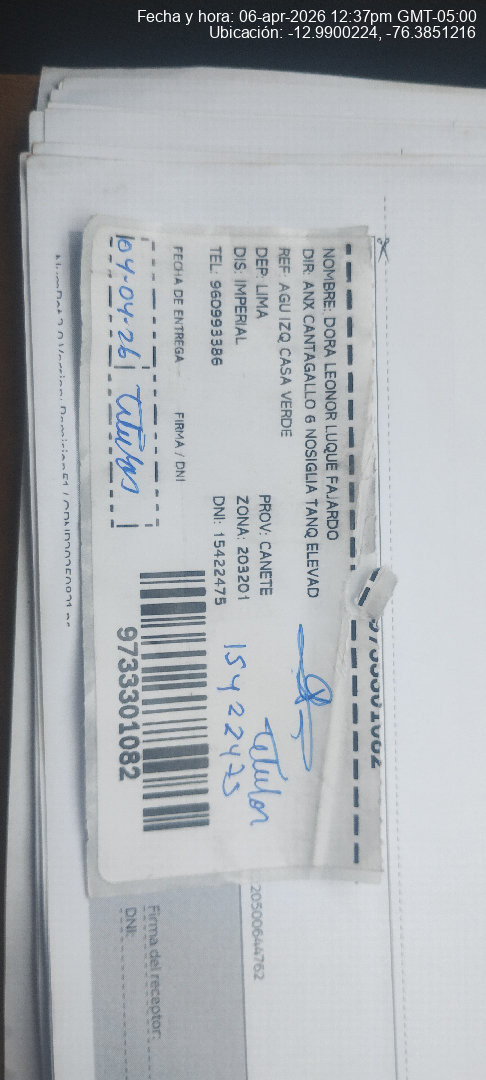 Fecha y hora: 06-apr-2026 12:37pm GMT-05:00
Ubicación: -12.9900224, -76.3851216
NOMBRE: DORA LEONOR LUQUE FAJARDO
DIR: ANX CANTAGALLO 6 NOSIGLIA TANQ ELEVAD
REF: AGU IZQ CASA VERDE
DEP: LIMA PROV: CANETE
DIS: IMPERIAL ZONA: 203201
TEL: 960993386 DNI: 15422475
Titular
15422475
FECHA DE ENTREGA FIRMA / DNI
04-04-26 Titular
9733301082
20500644762
Firma del receptor:
DNI: